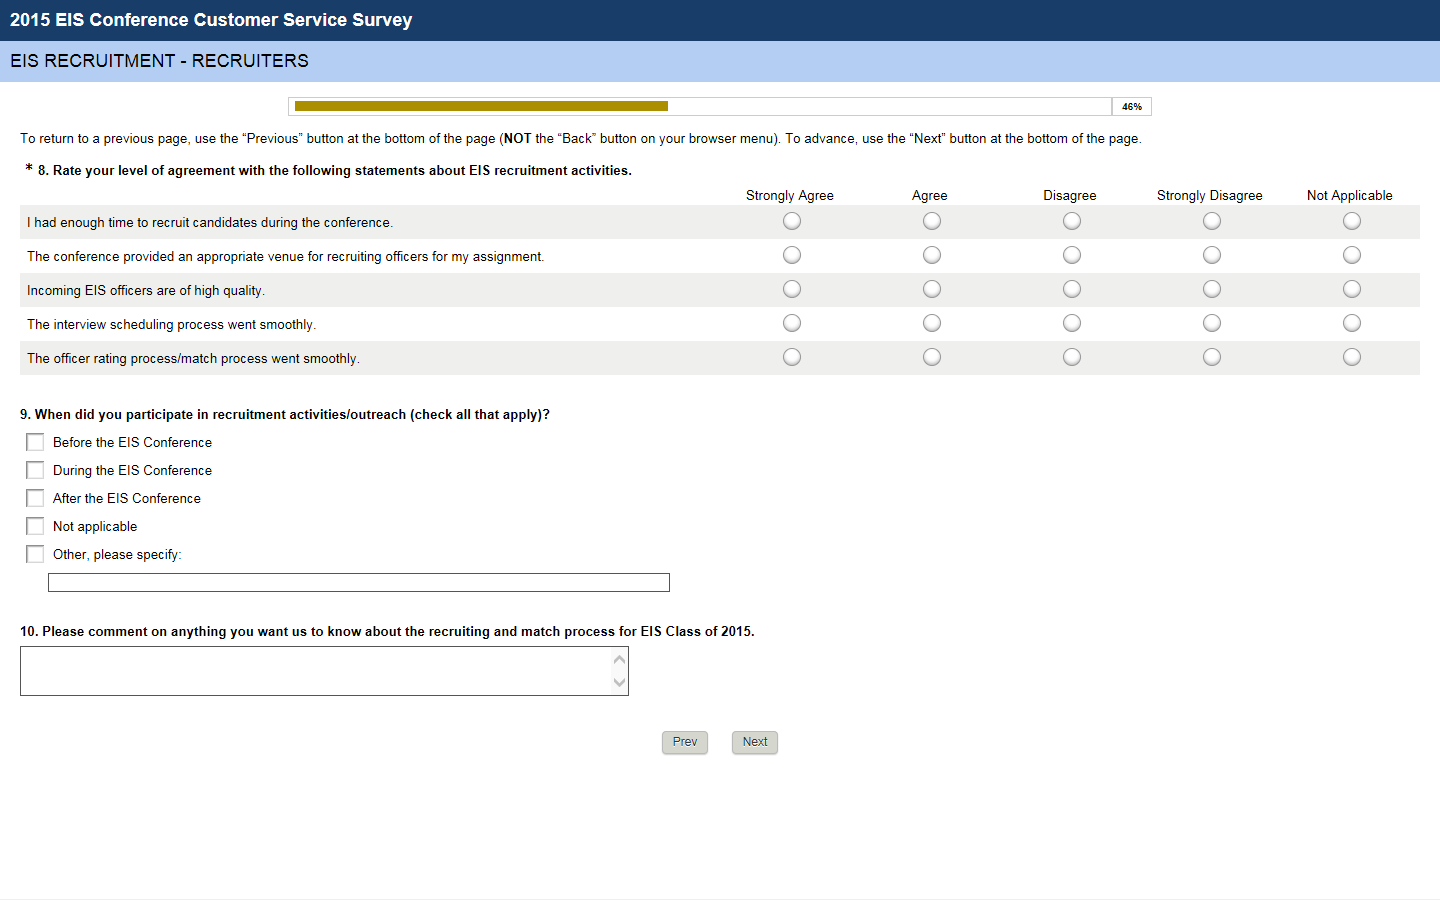 2015 EIS Conference Customer Service Survey
EIS RECRUITMENT - RECRUITERS
46%
To return to a previous page, use the “Previous” button at the bottom of the page (NOT the “Back” button on your browser menu). To advance, use the “Next” button at the bottom of the page.
* 8. Rate your level of agreement with the following statements about EIS recruitment activities.
Strongly Agree Agree Disagree Strongly Disagree Not Applicable
I had enough time to recruit candidates during the conference.
The conference provided an appropriate venue for recruiting officers for my assignment.
Incoming EIS officers are of high quality.
The interview scheduling process went smoothly.
The officer rating process/match process went smoothly.
9. When did you participate in recruitment activities/outreach (check all that apply)?
Before the EIS Conference
During the EIS Conference
After the EIS Conference
Not applicable
Other, please specify:
10. Please comment on anything you want us to know about the recruiting and match process for EIS Class of 2015.
Prev Next